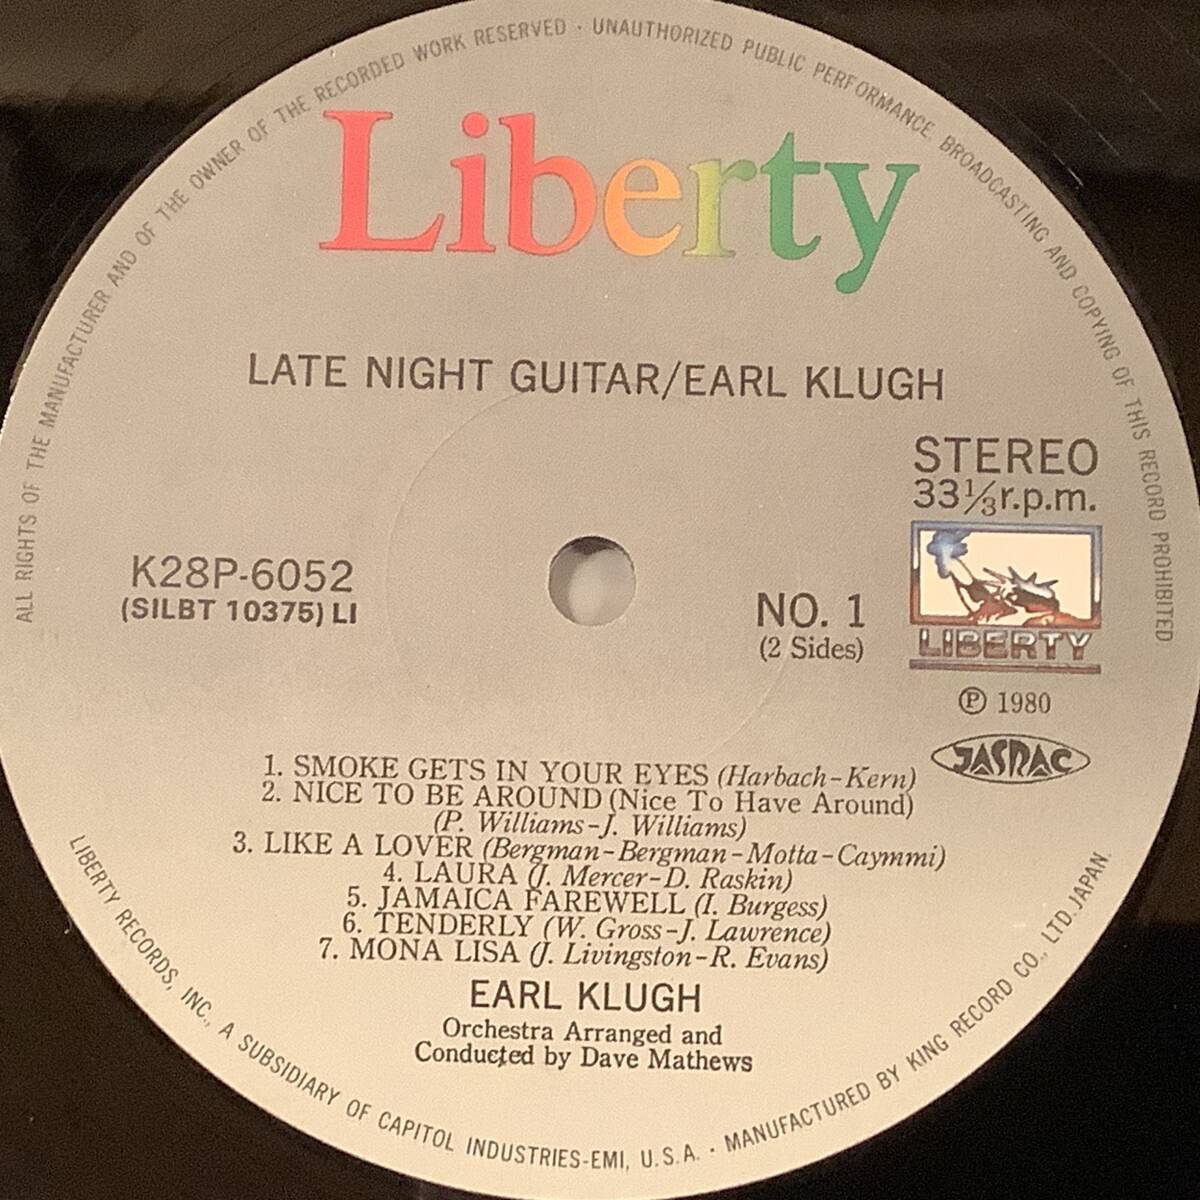 ALL RIGHTS OF THE MANUFACTURER AND OF THE OWNER OF THE RECORDED WORK RESERVED · UNAUTHORIZED PUBLIC PERFORMANCE, BROADCASTING AND COPYING OF THIS RECORD PROHIBITED.
Liberty
LATE NIGHT GUITAR/EARL KLUGH
STEREO
33⅓r.p.m.
K28P-6052
(SILBT 10375) LI
NO. 1
(2 Sides)
LIBERTY
Ⓟ 1980
JASRAC
1. SMOKE GETS IN YOUR EYES (Harbach-Kern)
2. NICE TO BE AROUND (Nice To Have Around)
(P. Williams-J. Williams)
3. LIKE A LOVER (Bergman-Bergman-Motta-Caymmi)
4. LAURA (J. Mercer-D. Raskin)
5. JAMAICA FAREWELL (I. Burgess)
6. TENDERLY (W. Gross-J. Lawrence)
7. MONA LISA (J. Livingston-R. Evans)
EARL KLUGH
Orchestra Arranged and
Conducted by Dave Mathews
LIBERTY RECORDS, INC., A SUBSIDIARY OF CAPITOL INDUSTRIES-EMI, U.S.A. · MANUFACTURED BY KING RECORD CO., LTD. JAPAN.